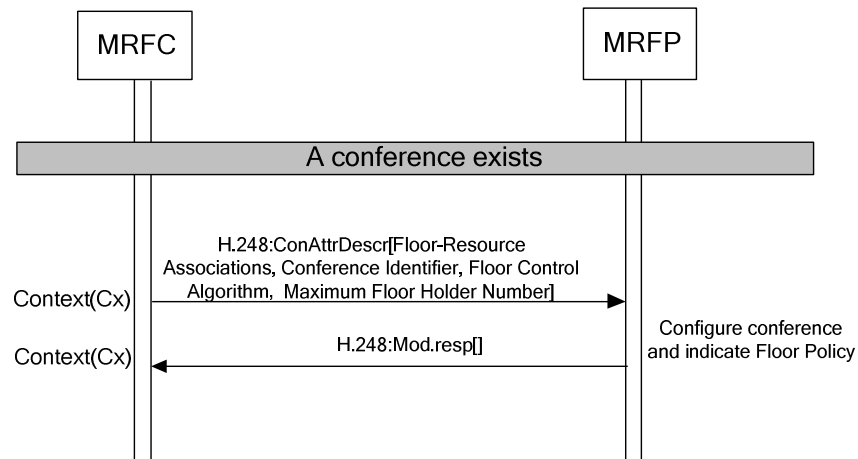 MRFC
MRFP
A conference exists
H.248:ConAttrDescr[Floor-Resource
Associations, Conference Identifier, Floor Control
Algorithm, Maximum Floor Holder Number]
Context(Cx)
Configure conference
and indicate Floor Policy
H.248:Mod.resp[]
Context(Cx)